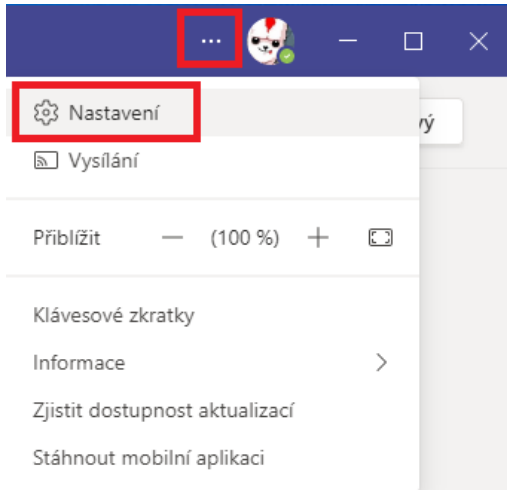 ...
Nastavení
vý
Vysílání
Přiblížit — (100 %) +
Klávesové zkratky
Informace >
Zjistit dostupnost aktualizací
Stáhnout mobilní aplikaci